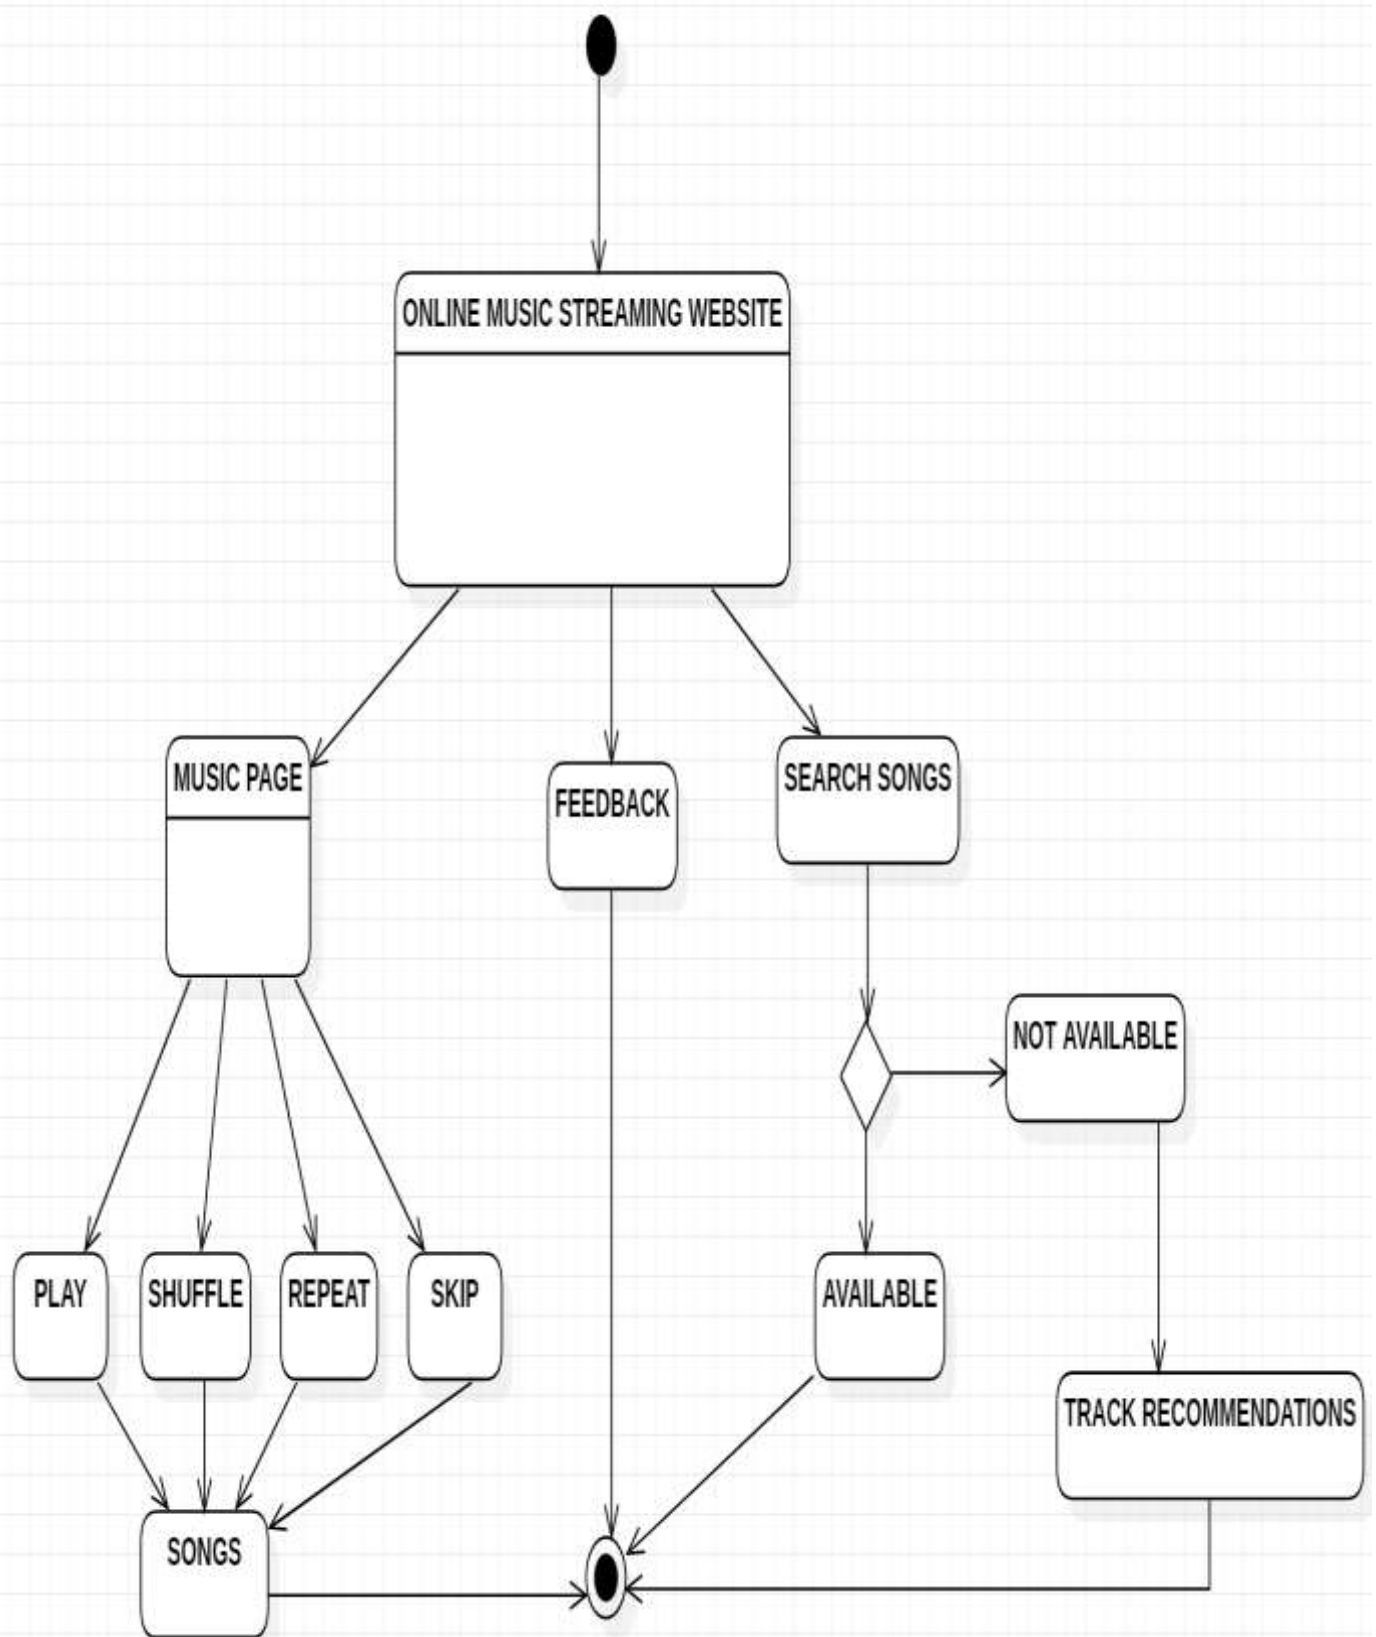 ONLINE MUSIC STREAMING WEBSITE
MUSIC PAGE
FEEDBACK
SEARCH SONGS
NOT AVAILABLE
PLAY
SHUFFLE
REPEAT
SKIP
AVAILABLE
TRACK RECOMMENDATIONS
SONGS